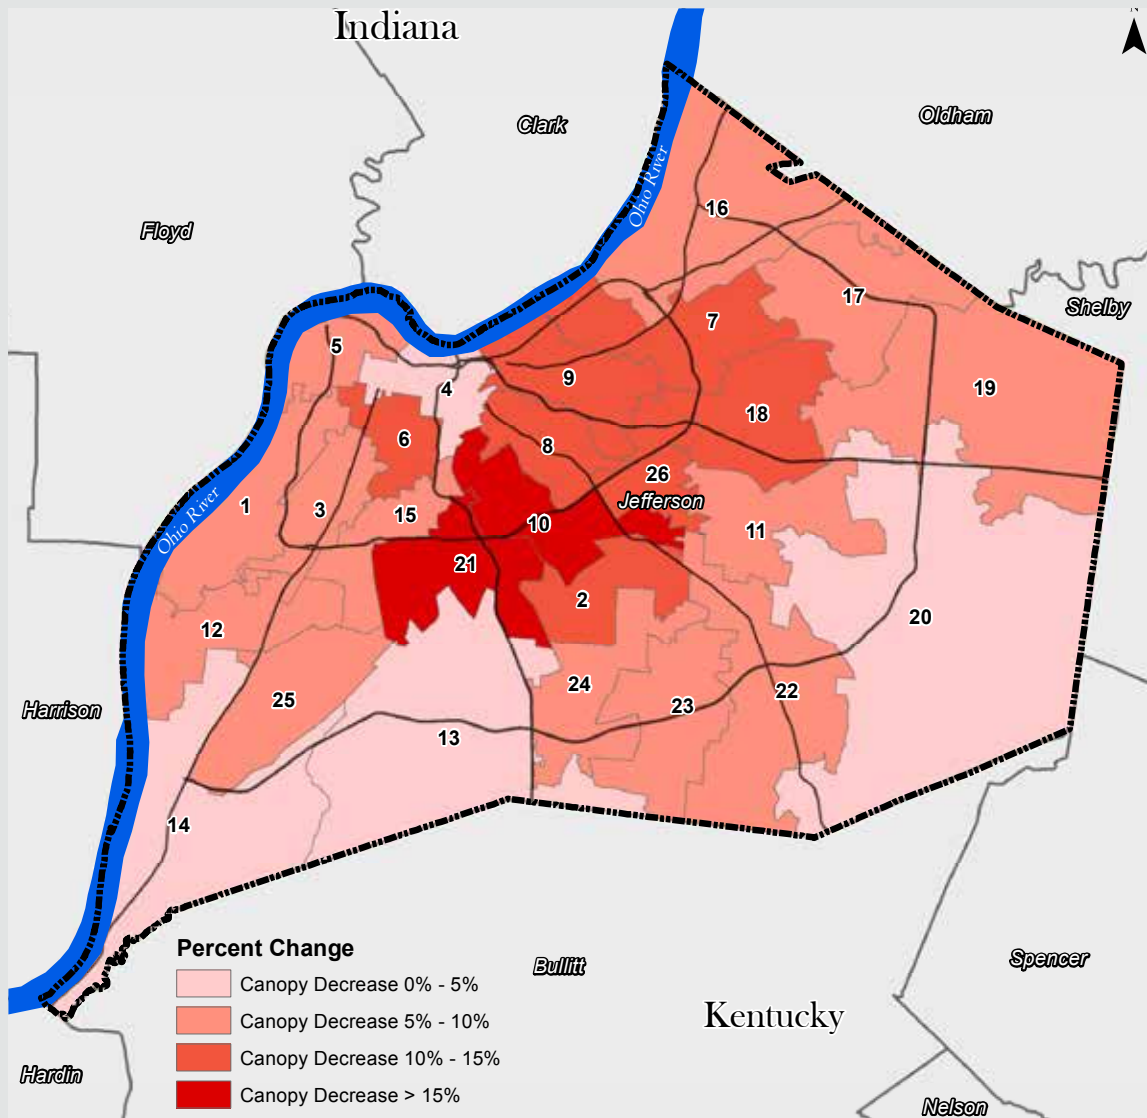 Indiana
N
Clark
Oldham
Ohio River
16
Floyd
17
Shelby
7
5
9
4
19
18
6
8
26
Jefferson
1
3
15
10
11
Ohio River
21
2
20
12
24
22
25
23
Harrison
13
14
Percent Change
Canopy Decrease 0% - 5%
Canopy Decrease 5% - 10%
Canopy Decrease 10% - 15%
Canopy Decrease > 15%
Bullitt
Spencer
Kentucky
Hardin
Nelson